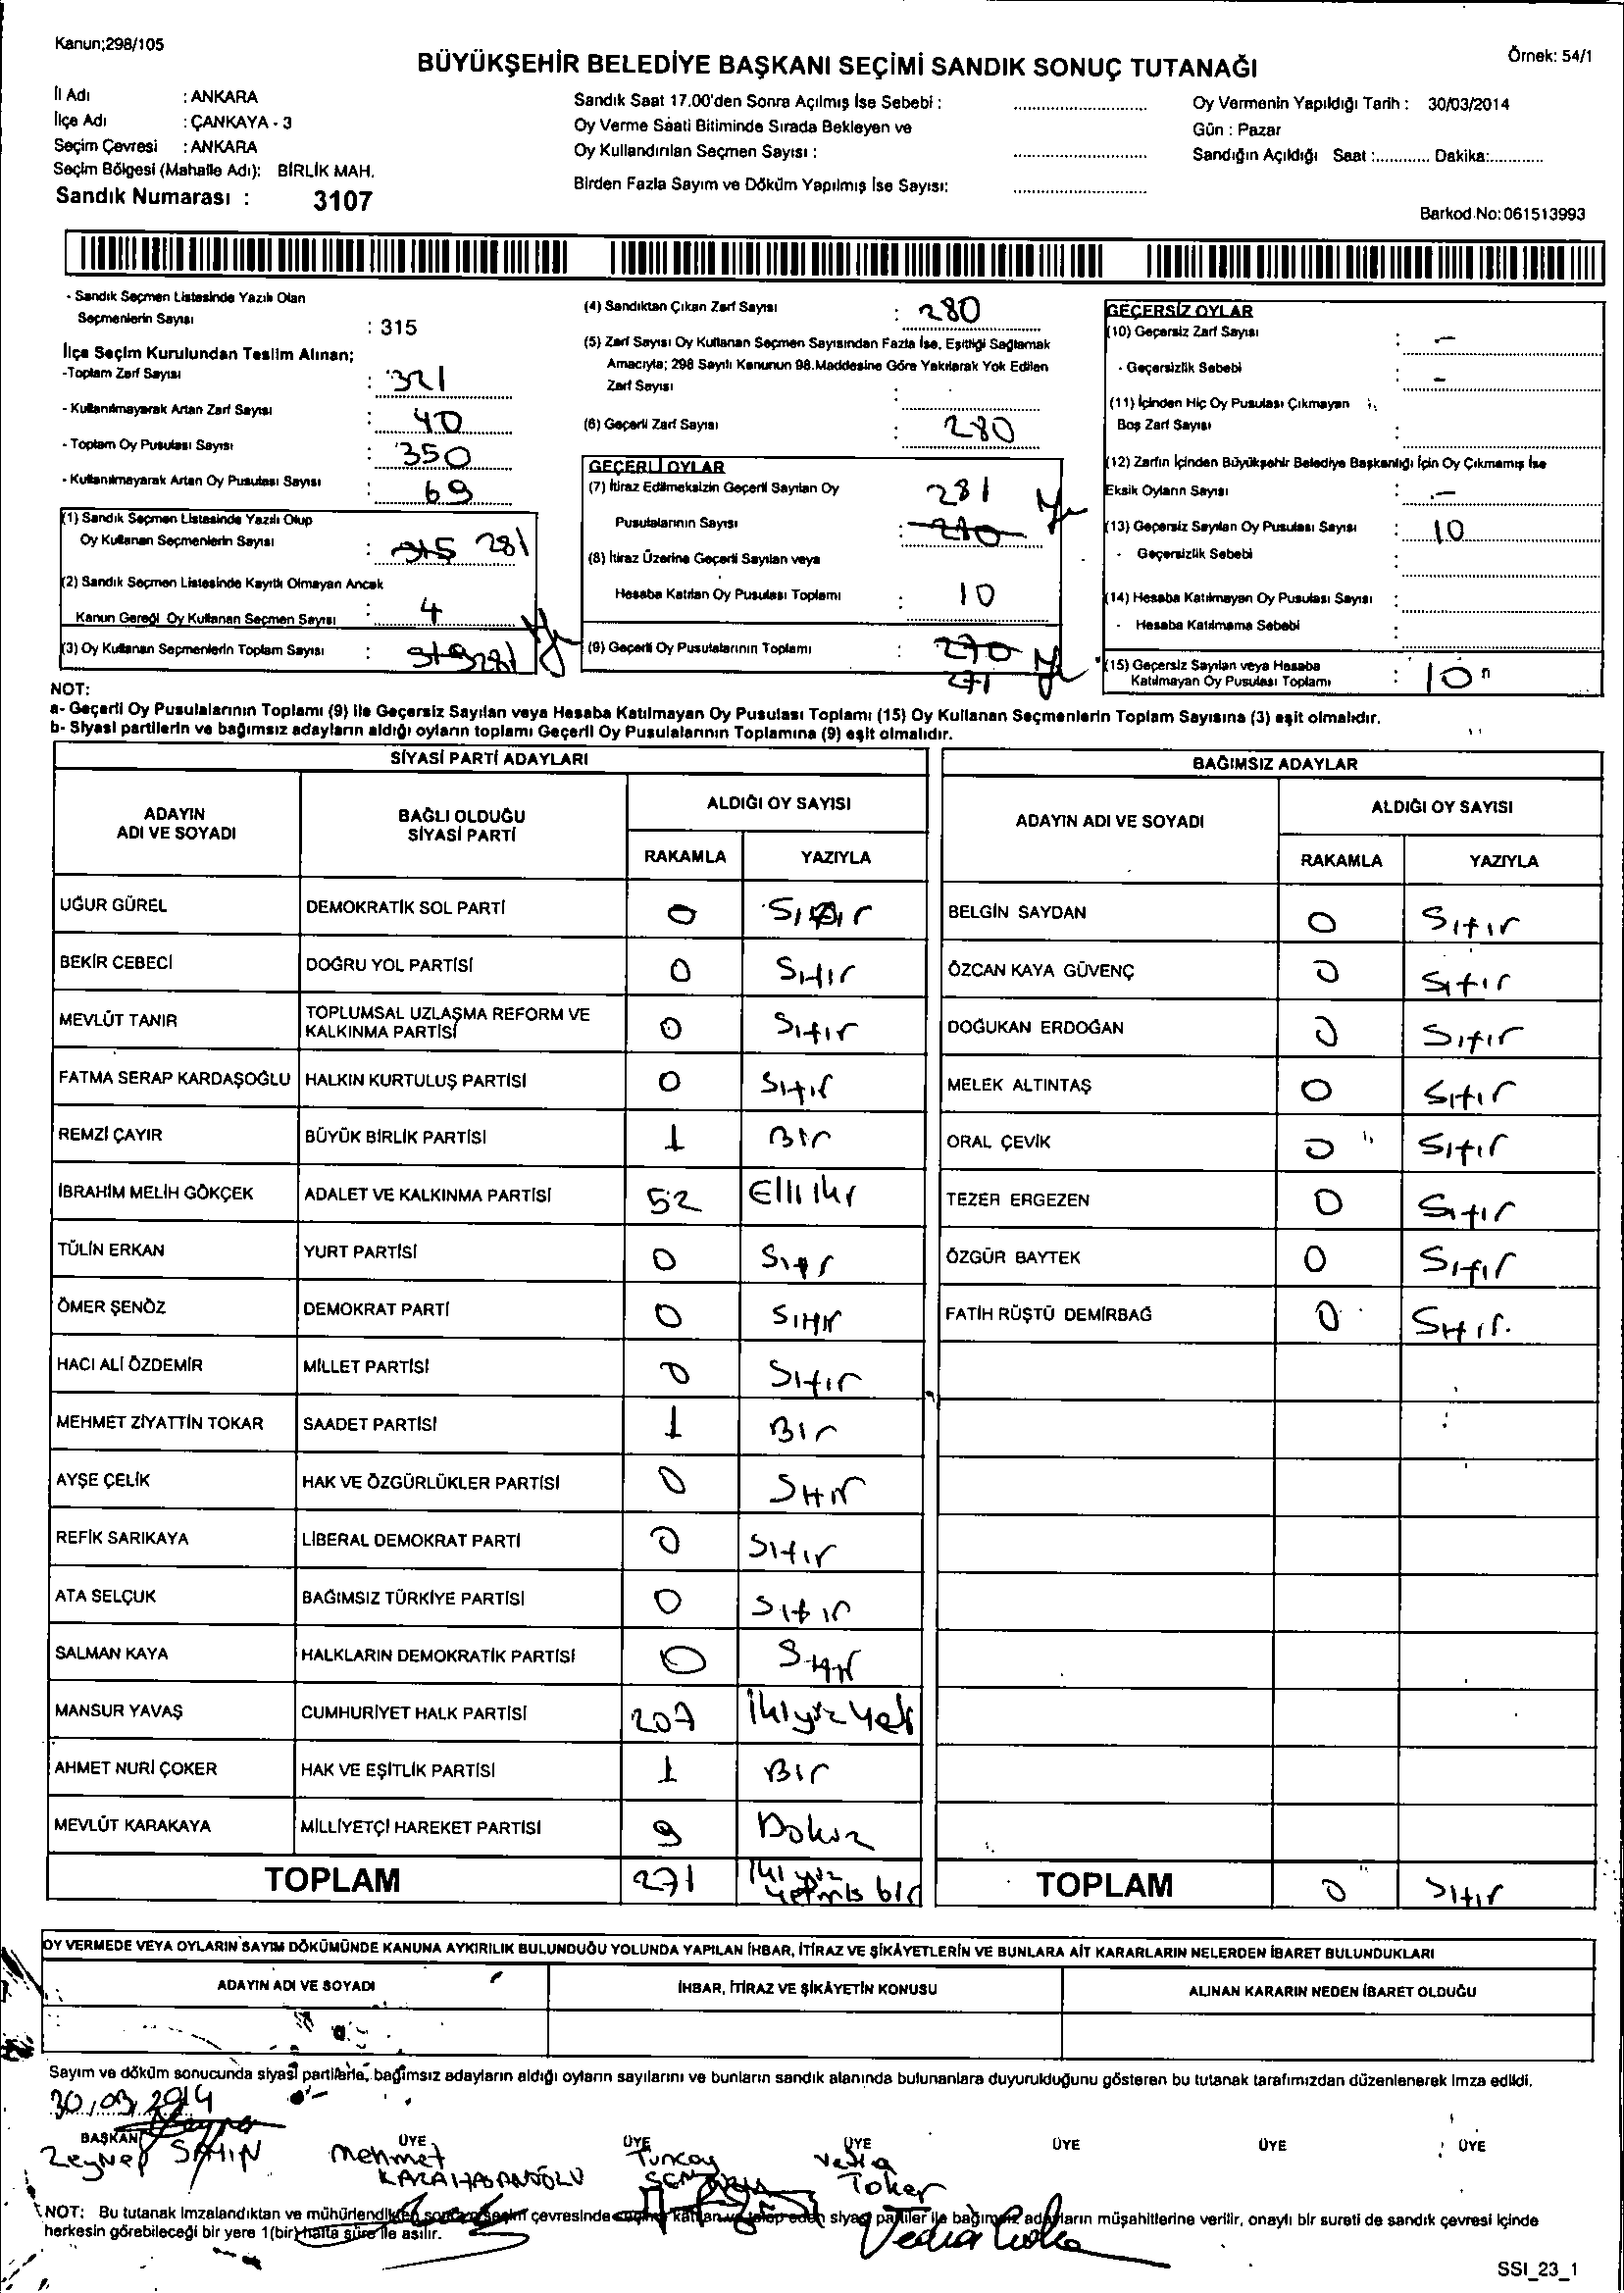 Kanun;298/105
BÜYÜKŞEHİR BELEDİYE BAŞKANI SEÇİMİ SANDIK SONUÇ TUTANAĞI
Örnek: 54/1
İl Adı : ANKARA
İlçe Adı : ÇANKAYA - 3
Seçim Çevresi : ANKARA
Seçim Bölgesi (Mahalle Adı): BİRLİK MAH.
Sandık Numarası : 3107
Sandık Saat 17.00'den Sonra Açılmış İse Sebebi :
Oy Verme Saati Bitiminde Sırada Bekleyen ve
Oy Kullandırılan Seçmen Sayısı :
Birden Fazla Sayım ve Döküm Yapılmış İse Sayısı:
Oy Vermenin Yapıldığı Tarih : 30/03/2014
Gün : Pazar
Sandığın Açıldığı Saat :............ Dakika:............
Barkod No: 061513993
- Sandık Seçmen Listesinde Yazılı Olan
Seçmenlerin Sayısı : 315
İlçe Seçim Kurulundan Teslim Alınan;
-Toplam Zarf Sayısı : 321
- Kullanılmayarak Artan Zarf Sayısı : 40
- Toplam Oy Pusulası Sayısı : 350
- Kullanılmayarak Artan Oy Pusulası Sayısı : 69
(1) Sandık Seçmen Listesinde Yazılı Olup
Oy Kullanan Seçmenlerin Sayısı : 315 281
(2) Sandık Seçmen Listesinde Kayıtlı Olmayan Ancak
Kanun Gereği Oy Kullanan Seçmen Sayısı : 4
(3) Oy Kullanan Seçmenlerin Toplam Sayısı : 319 281
(4) Sandıktan Çıkan Zarf Sayısı : 280
(5) Zarf Sayısı Oy Kullanan Seçmen Sayısından Fazla İse, Eşitliği Sağlamak
Amacıyla; 298 Sayılı Kanunun 98.Maddesine Göre Yakılarak Yok Edilen
Zarf Sayısı :
(6) Geçerli Zarf Sayısı : 280
GEÇERLİ OYLAR
(7) İtiraz Edilmeksizin Geçerli Sayılan Oy 281
Pusulalarının Sayısı :
(8) İtiraz Üzerine Geçerli Sayılan veya
Hesaba Katılan Oy Pusulası Toplamı : 10
(9) Geçerli Oy Pusulalarının Toplamı : 270
271
GEÇERSİZ OYLAR
(10) Geçersiz Zarf Sayısı : -
- Geçersizlik Sebebi : -
(11) İçinden Hiç Oy Pusulası Çıkmayan
Boş Zarf Sayısı :
(12) Zarfın İçinden Büyükşehir Belediye Başkanlığı İçin Oy Çıkmamış İse
Eksik Oyların Sayısı : -
(13) Geçersiz Sayılan Oy Pusulası Sayısı : 10
- Geçersizlik Sebebi :
(14) Hesaba Katılmayan Oy Pusulası Sayısı :
- Hesaba Katılmama Sebebi :
(15) Geçersiz Sayılan veya Hesaba
Katılmayan Oy Pusulası Toplamı : 10
NOT:
a- Geçerli Oy Pusulalarının Toplamı (9) ile Geçersiz Sayılan veya Hesaba Katılmayan Oy Pusulası Toplamı (15) Oy Kullanan Seçmenlerin Toplam Sayısına (3) eşit olmalıdır.
b- Siyasi partilerin ve bağımsız adayların aldığı oyların toplamı Geçerli Oy Pusulalarının Toplamına (9) eşit olmalıdır.
SİYASİ PARTİ ADAYLARI
ADAYIN ADI VE SOYADI
BAĞLI OLDUĞU SİYASİ PARTİ
ALDIĞI OY SAYISI
RAKAMLA YAZIYLA
UĞUR GÜREL DEMOKRATİK SOL PARTİ 0 Sıfır
BEKİR CEBECİ DOĞRU YOL PARTİSİ 0 Sıfır
MEVLÜT TANIR TOPLUMSAL UZLAŞMA REFORM VE KALKINMA PARTİSİ 0 Sıfır
FATMA SERAP KARDAŞOĞLU HALKIN KURTULUŞ PARTİSİ 0 Sıfır
REMZİ ÇAYIR BÜYÜK BİRLİK PARTİSİ 1 Bir
İBRAHİM MELİH GÖKÇEK ADALET VE KALKINMA PARTİSİ 52 Elli iki
TÜLİN ERKAN YURT PARTİSİ 0 Sıfır
ÖMER ŞENÖZ DEMOKRAT PARTİ 0 Sıfır
HACI ALİ ÖZDEMİR MİLLET PARTİSİ 0 Sıfır
MEHMET ZİYATTİN TOKAR SAADET PARTİSİ 1 Bir
AYŞE ÇELİK HAK VE ÖZGÜRLÜKLER PARTİSİ 0 Sıfır
REFİK SARIKAYA LİBERAL DEMOKRAT PARTİ 0 Sıfır
ATA SELÇUK BAĞIMSIZ TÜRKİYE PARTİSİ 0 Sıfır
SALMAN KAYA HALKLARIN DEMOKRATİK PARTİSİ 0 Sıfır
MANSUR YAVAŞ CUMHURİYET HALK PARTİSİ 207 İkiyüz yedi
AHMET NURİ ÇOKER HAK VE EŞİTLİK PARTİSİ 1 Bir
MEVLÜT KARAKAYA MİLLİYETÇİ HAREKET PARTİSİ 9 Dokuz
TOPLAM 271 İki yüz yetmiş bir
BAĞIMSIZ ADAYLAR
ADAYIN ADI VE SOYADI
ALDIĞI OY SAYISI
RAKAMLA YAZIYLA
BELGİN SAYDAN 0 Sıfır
ÖZCAN KAYA GÜVENÇ 0 Sıfır
DOĞUKAN ERDOĞAN 0 Sıfır
MELEK ALTINTAŞ 0 Sıfır
ORAL ÇEVİK 0 Sıfır
TEZER ERGEZEN 0 Sıfır
ÖZGÜR BAYTEK 0 Sıfır
FATİH RÜŞTÜ DEMİRBAĞ 0 Sıfır.
TOPLAM 0 Sıfır
OY VERMEDE VEYA OYLARIN SAYIM DÖKÜMÜNDE KANUNA AYKIRILIK BULUNDUĞU YOLUNDA YAPILAN İHBAR, İTİRAZ VE ŞİKÂYETLERİN VE BUNLARA AİT KARARLARIN NELERDEN İBARET BULUNDUKLARI
ADAYIN ADI VE SOYADI
İHBAR, İTİRAZ VE ŞİKÂYETİN KONUSU
ALINAN KARARIN NEDEN İBARET OLDUĞU
Sayım ve döküm sonucunda siyasî partilerle, bağımsız adayların aldığı oyların sayılarını ve bunların sandık alanında bulunanlara duyurulduğunu gösteren bu tutanak tarafımızdan düzenlenerek imza edildi.
30,03,2014
BAŞKAN ÜYE ÜYE ÜYE ÜYE ÜYE ÜYE
Zeynep ŞAHİN
Mehmet
Tuncay
Vedia Toker
NOT: Bu tutanak imzalandıktan ve mühürlendikten sonra seçim çevresinde seçime katılan ve talep eden siyasi partiler ile bağımsız adayların müşahitlerine verilir, onaylı bir sureti de sandık çevresi içinde
herkesin görebileceği bir yere 1(bir) hafta süre ile asılır.
SSI_23_1